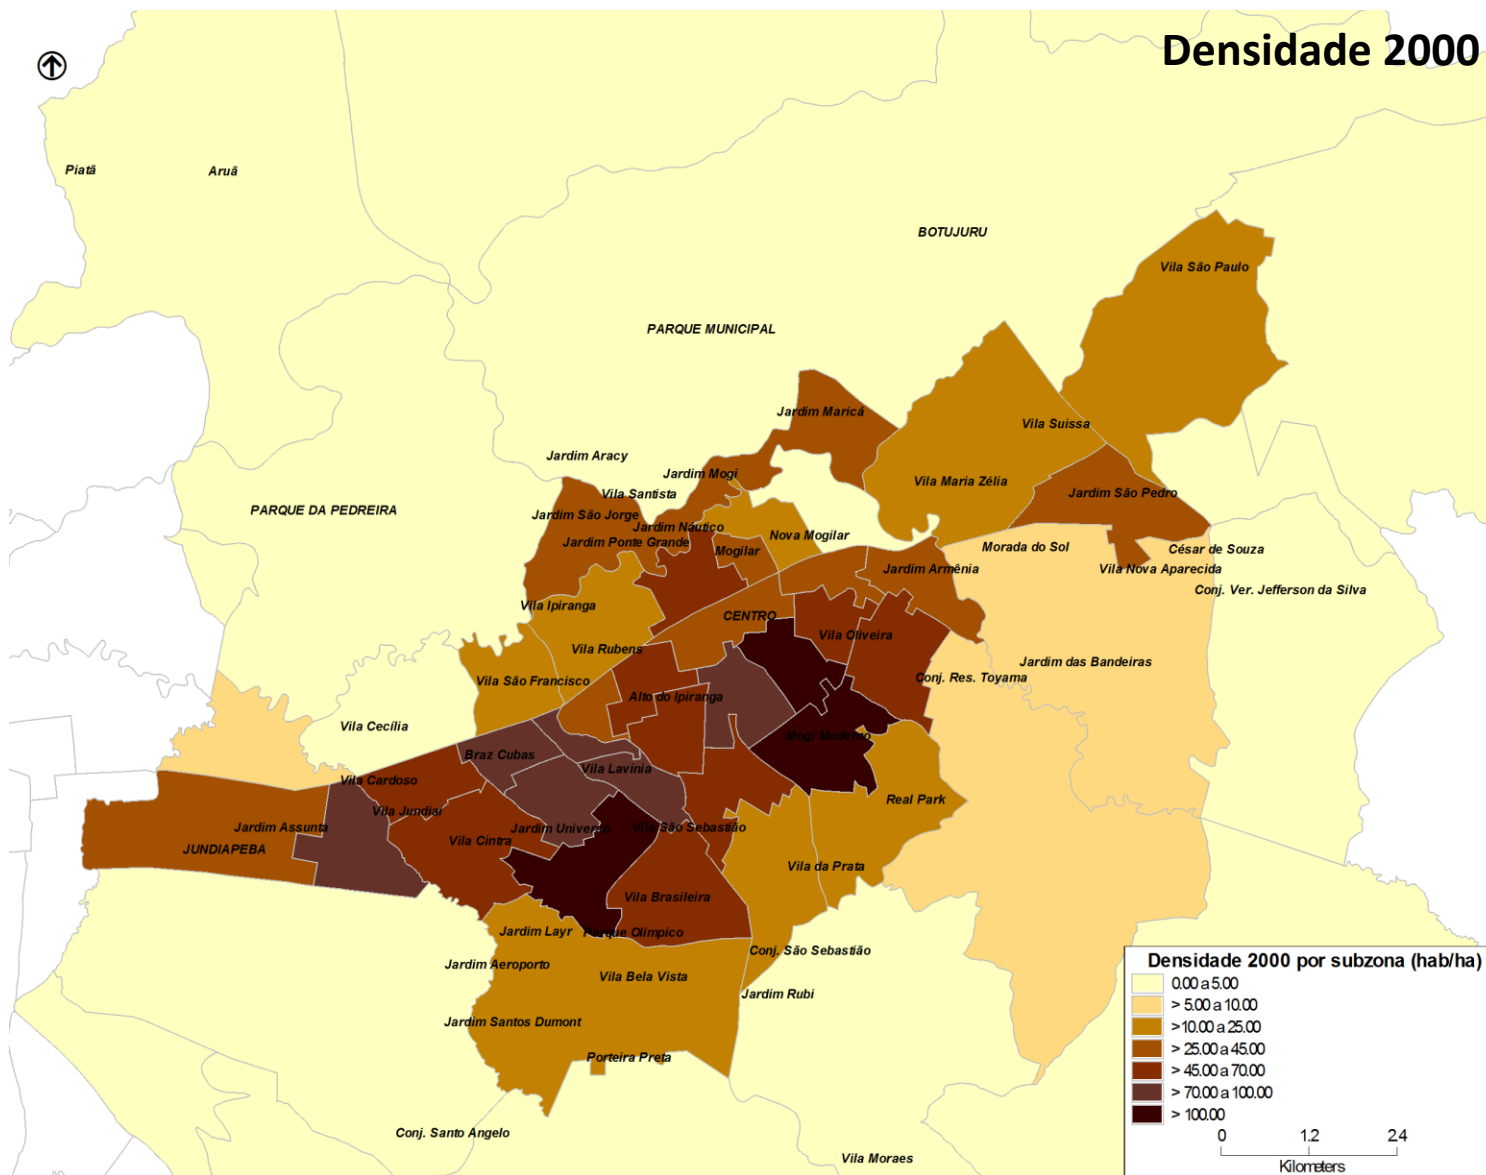 Densidade 2000
Piatã
Aruã
BOTUJURU
Vila São Paulo
PARQUE MUNICIPAL
Jardim Maricá
Vila Suissa
Jardim Aracy
Jardim Mogi
Vila Maria Zélia
Vila Santista
Jardim São Pedro
PARQUE DA PEDREIRA
Jardim São Jorge
Jardim Náutico
Nova Mogilar
Jardim Ponte Grande
Mogilar
Morada do Sol
César de Souza
Jardim Armênia
Vila Nova Aparecida
Conj. Ver. Jefferson da Silva
Vila Ipiranga
CENTRO
Vila Oliveira
Vila Rubens
Jardim das Bandeiras
Vila São Francisco
Conj. Res. Toyama
Alto do Ipiranga
Vila Cecília
Mogi Moderno
Braz Cubas
Vila Lavinia
Vila Cardoso
Real Park
Vila Jundiai
Jardim Assunta
Jardim Universo
Vila São Sebastião
Vila Cintra
JUNDIAPEBA
Vila da Prata
Vila Brasileira
Jardim Layr
Parque Olímpico
Conj. São Sebastião
Jardim Aeroporto
Vila Bela Vista
Jardim Rubi
Jardim Santos Dumont
Porteira Preta
Conj. Santo Angelo
Vila Moraes
Densidade 2000 por subzona (hab/ha)
0.00 a 5.00
> 5.00 a 10.00
>10.00 a 25.00
> 25.00 a 45.00
> 45.00 a 70.00
> 70.00 a 100.00
> 100.00
0 1.2 2.4
Kilometers